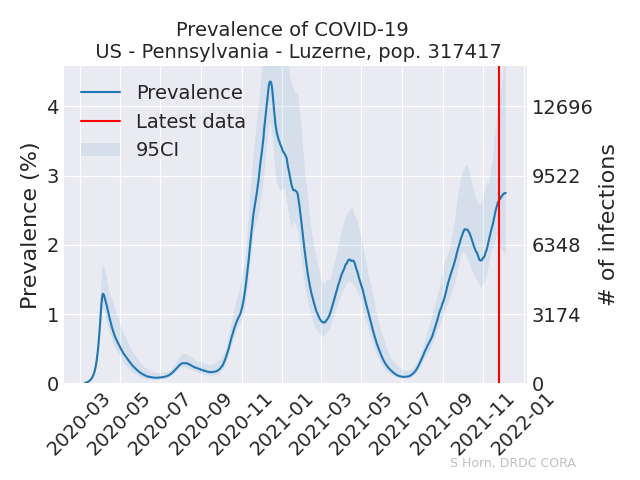 Prevalence of COVID-19
US - Pennsylvania - Luzerne, pop. 317417
Prevalence
Latest data
95CI
Prevalence (%)
4
3
2
1
0
12696
9522
6348
3174
0
# of infections
2020-03
2020-05
2020-07
2020-09
2020-11
2021-01
2021-03
2021-05
2021-07
2021-09
2021-11
2022-01
S Horn, DRDC CORA